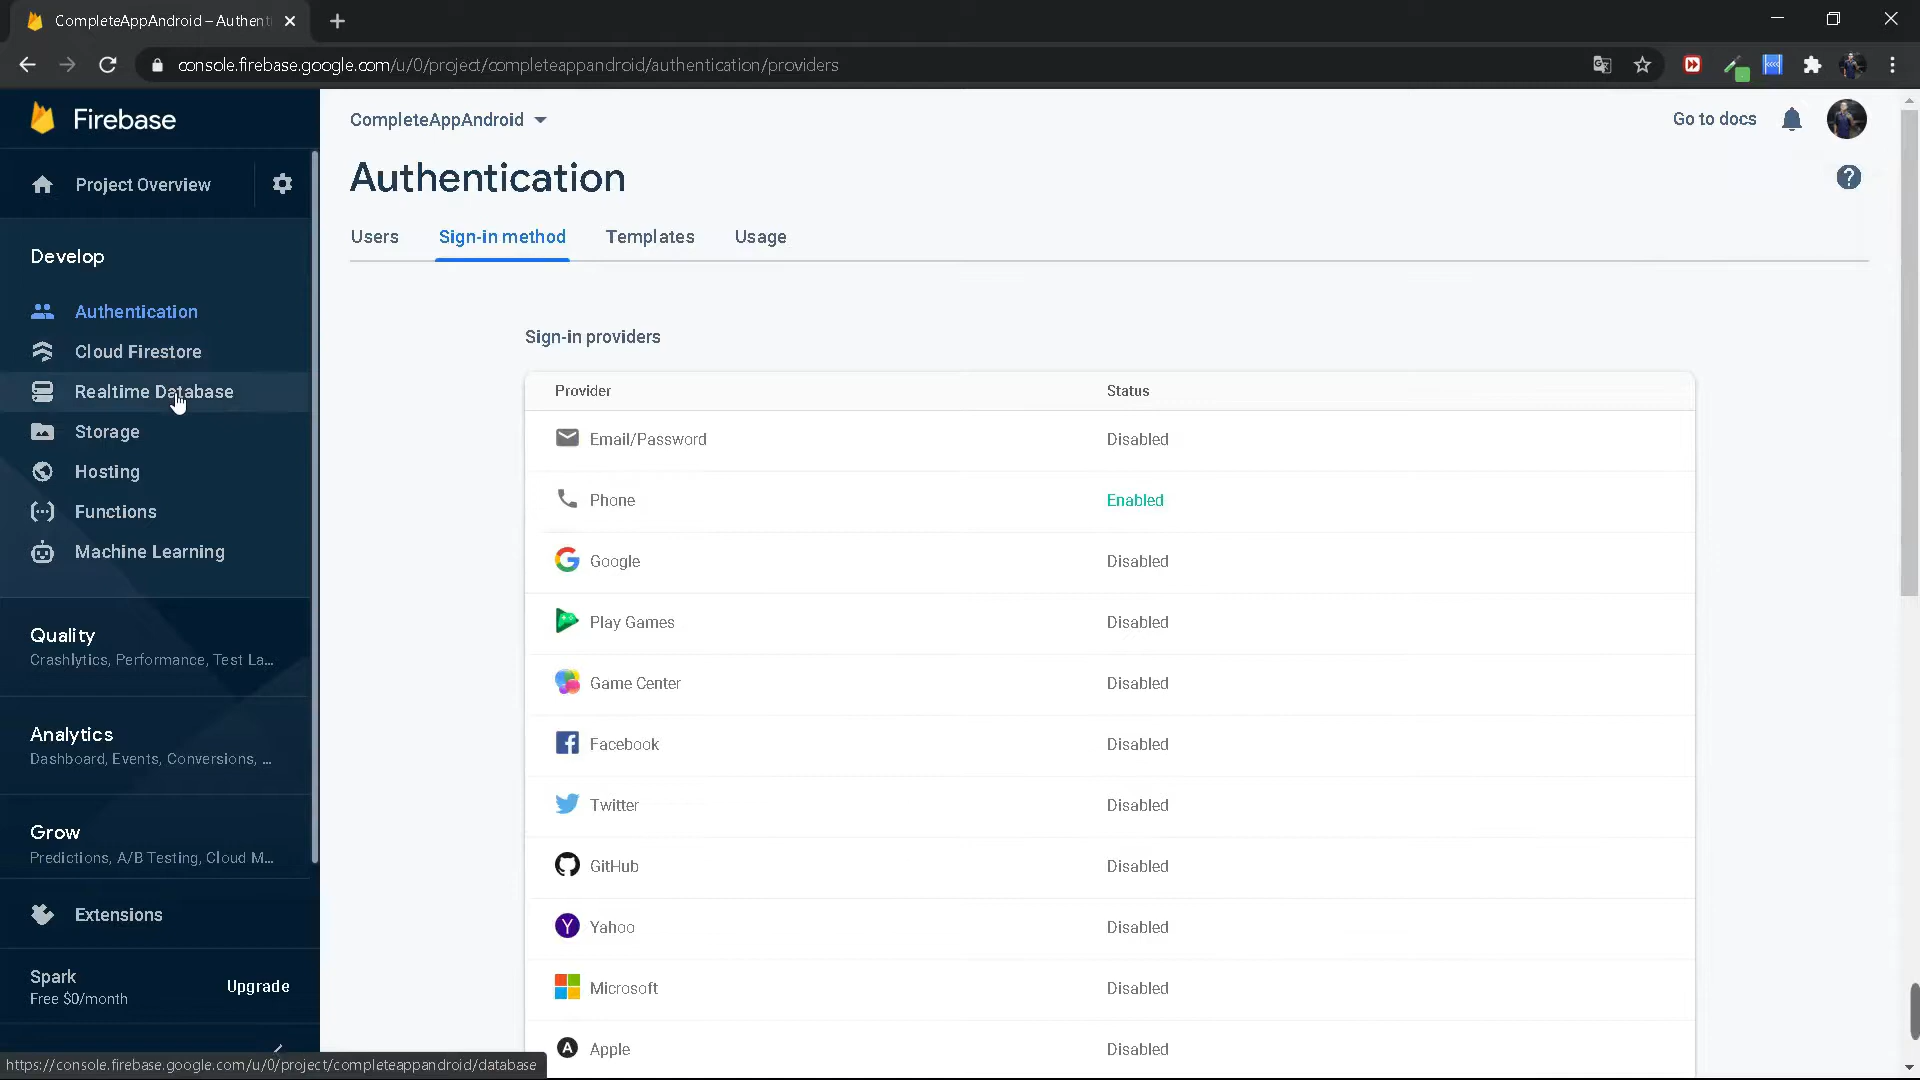 CompleteAppAndroid – Authent
console.firebase.google.com/u/0/project/completeappandroid/authentication/providers
Firebase
Project Overview
Develop
Authentication
Cloud Firestore
Realtime Database
Storage
Hosting
Functions
Machine Learning
Quality
Crashlytics, Performance, Test La...
Analytics
Dashboard, Events, Conversions, ...
Grow
Predictions, A/B Testing, Cloud M...
Extensions
Spark
Free $0/month
Upgrade
https://console.firebase.google.com/u/0/project/completeappandroid/database
CompleteAppAndroid
Go to docs
Authentication
Users
Sign-in method
Templates
Usage
Sign-in providers
Provider Status
Email/Password Disabled
Phone Enabled
Google Disabled
Play Games Disabled
Game Center Disabled
Facebook Disabled
Twitter Disabled
GitHub Disabled
Yahoo Disabled
Microsoft Disabled
Apple Disabled